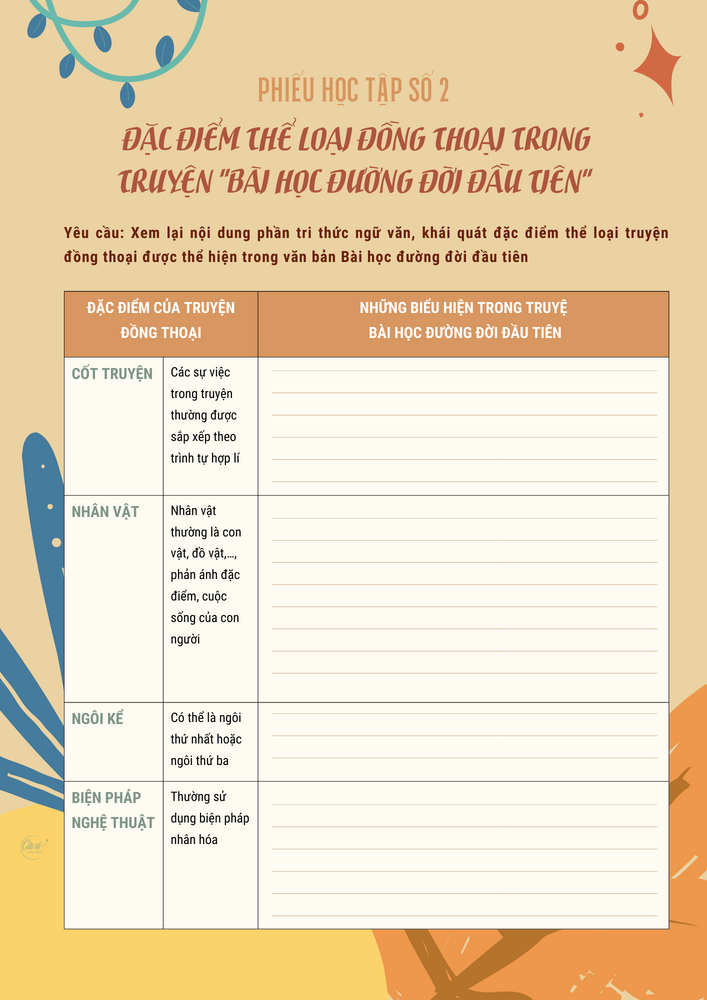 PHIẾU HỌC TẬP SỐ 2
ĐẶC ĐIỂM THỂ LOẠI ĐỒNG THOẠI TRONG
TRUYỆN "BÀI HỌC ĐƯỜNG ĐỜI ĐẦU TIÊN"
Yêu cầu: Xem lại nội dung phần tri thức ngữ văn, khái quát đặc điểm thể loại truyện
đồng thoại được thể hiện trong văn bản Bài học đường đời đầu tiên
ĐẶC ĐIỂM CỦA TRUYỆN
ĐỒNG THOẠI
NHỮNG BIỂU HIỆN TRONG TRUYỆ
BÀI HỌC ĐƯỜNG ĐỜI ĐẦU TIÊN
CỐT TRUYỆN
Các sự việc
trong truyện
thường được
sắp xếp theo
trình tự hợp lí
NHÂN VẬT
Nhân vật
thường là con
vật, đồ vật,…,
phản ánh đặc
điểm, cuộc
sống của con
người
NGÔI KỂ
Có thể là ngôi
thứ nhất hoặc
ngôi thứ ba
BIỆN PHÁP
NGHỆ THUẬT
Thường sử
dụng biện pháp
nhân hóa